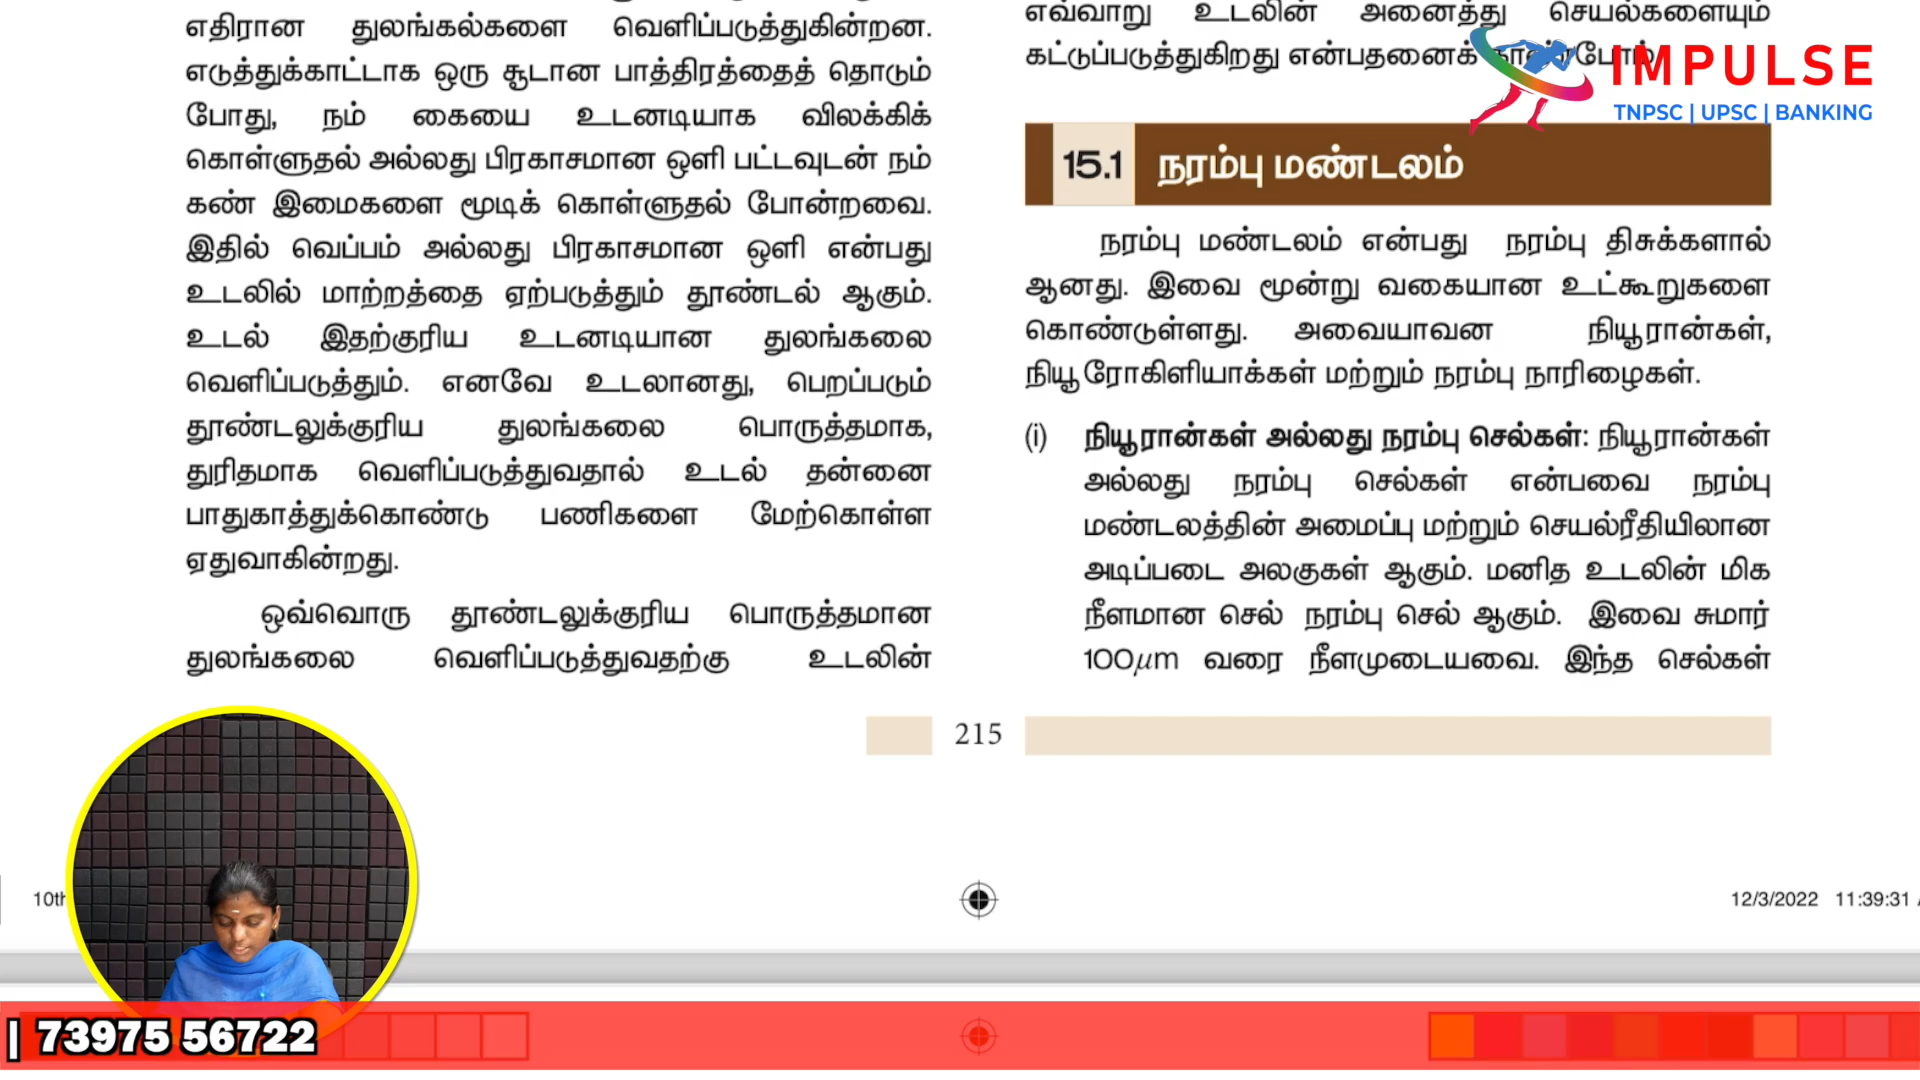 எதிரான துலங்கல்களை வெளிப்படுத்துகின்றன.
எடுத்துக்காட்டாக ஒரு சூடான பாத்திரத்தைத் தொடும்
போது, நம் கையை உடனடியாக விலக்கிக்
கொள்ளுதல் அல்லது பிரகாசமான ஒளி பட்டவுடன் நம்
கண் இமைகளை மூடிக் கொள்ளுதல் போன்றவை.
இதில் வெப்பம் அல்லது பிரகாசமான ஒளி என்பது
உடலில் மாற்றத்தை ஏற்படுத்தும் தூண்டல் ஆகும்.
உடல் இதற்குரிய உடனடியான துலங்கலை
வெளிப்படுத்தும். எனவே உடலானது, பெறப்படும்
தூண்டலுக்குரிய துலங்கலை பொருத்தமாக,
துரிதமாக வெளிப்படுத்துவதால் உடல் தன்னை
பாதுகாத்துக்கொண்டு பணிகளை மேற்கொள்ள
ஏதுவாகின்றது.
ஒவ்வொரு தூண்டலுக்குரிய பொருத்தமான
துலங்கலை வெளிப்படுத்துவதற்கு உடலின்
எவ்வாறு உடலின் அனைத்து செயல்களையும்
கட்டுப்படுத்துகிறது என்பதனைக்
IMPULSE
TNPSC | UPSC | BANKING
15.1 நரம்பு மண்டலம்
நரம்பு மண்டலம் என்பது நரம்பு திசுக்களால்
ஆனது. இவை மூன்று வகையான உட்கூறுகளை
கொண்டுள்ளது. அவையாவன நியூரான்கள்,
நியூரோகிளியாக்கள் மற்றும் நரம்பு நாரிழைகள்.
(i) நியூரான்கள் அல்லது நரம்பு செல்கள்: நியூரான்கள்
அல்லது நரம்பு செல்கள் என்பவை நரம்பு
மண்டலத்தின் அமைப்பு மற்றும் செயல்ரீதியிலான
அடிப்படை அலகுகள் ஆகும். மனித உடலின் மிக
நீளமான செல் நரம்பு செல் ஆகும். இவை சுமார்
100μm வரை நீளமுடையவை. இந்த செல்கள்
215
10th
12/3/2022 11:39:31
| 73975 56722